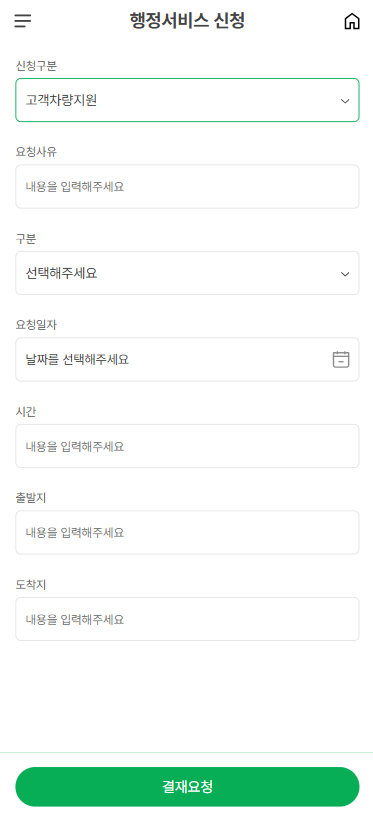 행정서비스 신청
신청구분
고객차량지원
요청사유
내용을 입력해주세요
구분
선택해주세요
요청일자
날짜를 선택해주세요
시간
내용을 입력해주세요
출발지
내용을 입력해주세요
도착지
내용을 입력해주세요
결재요청